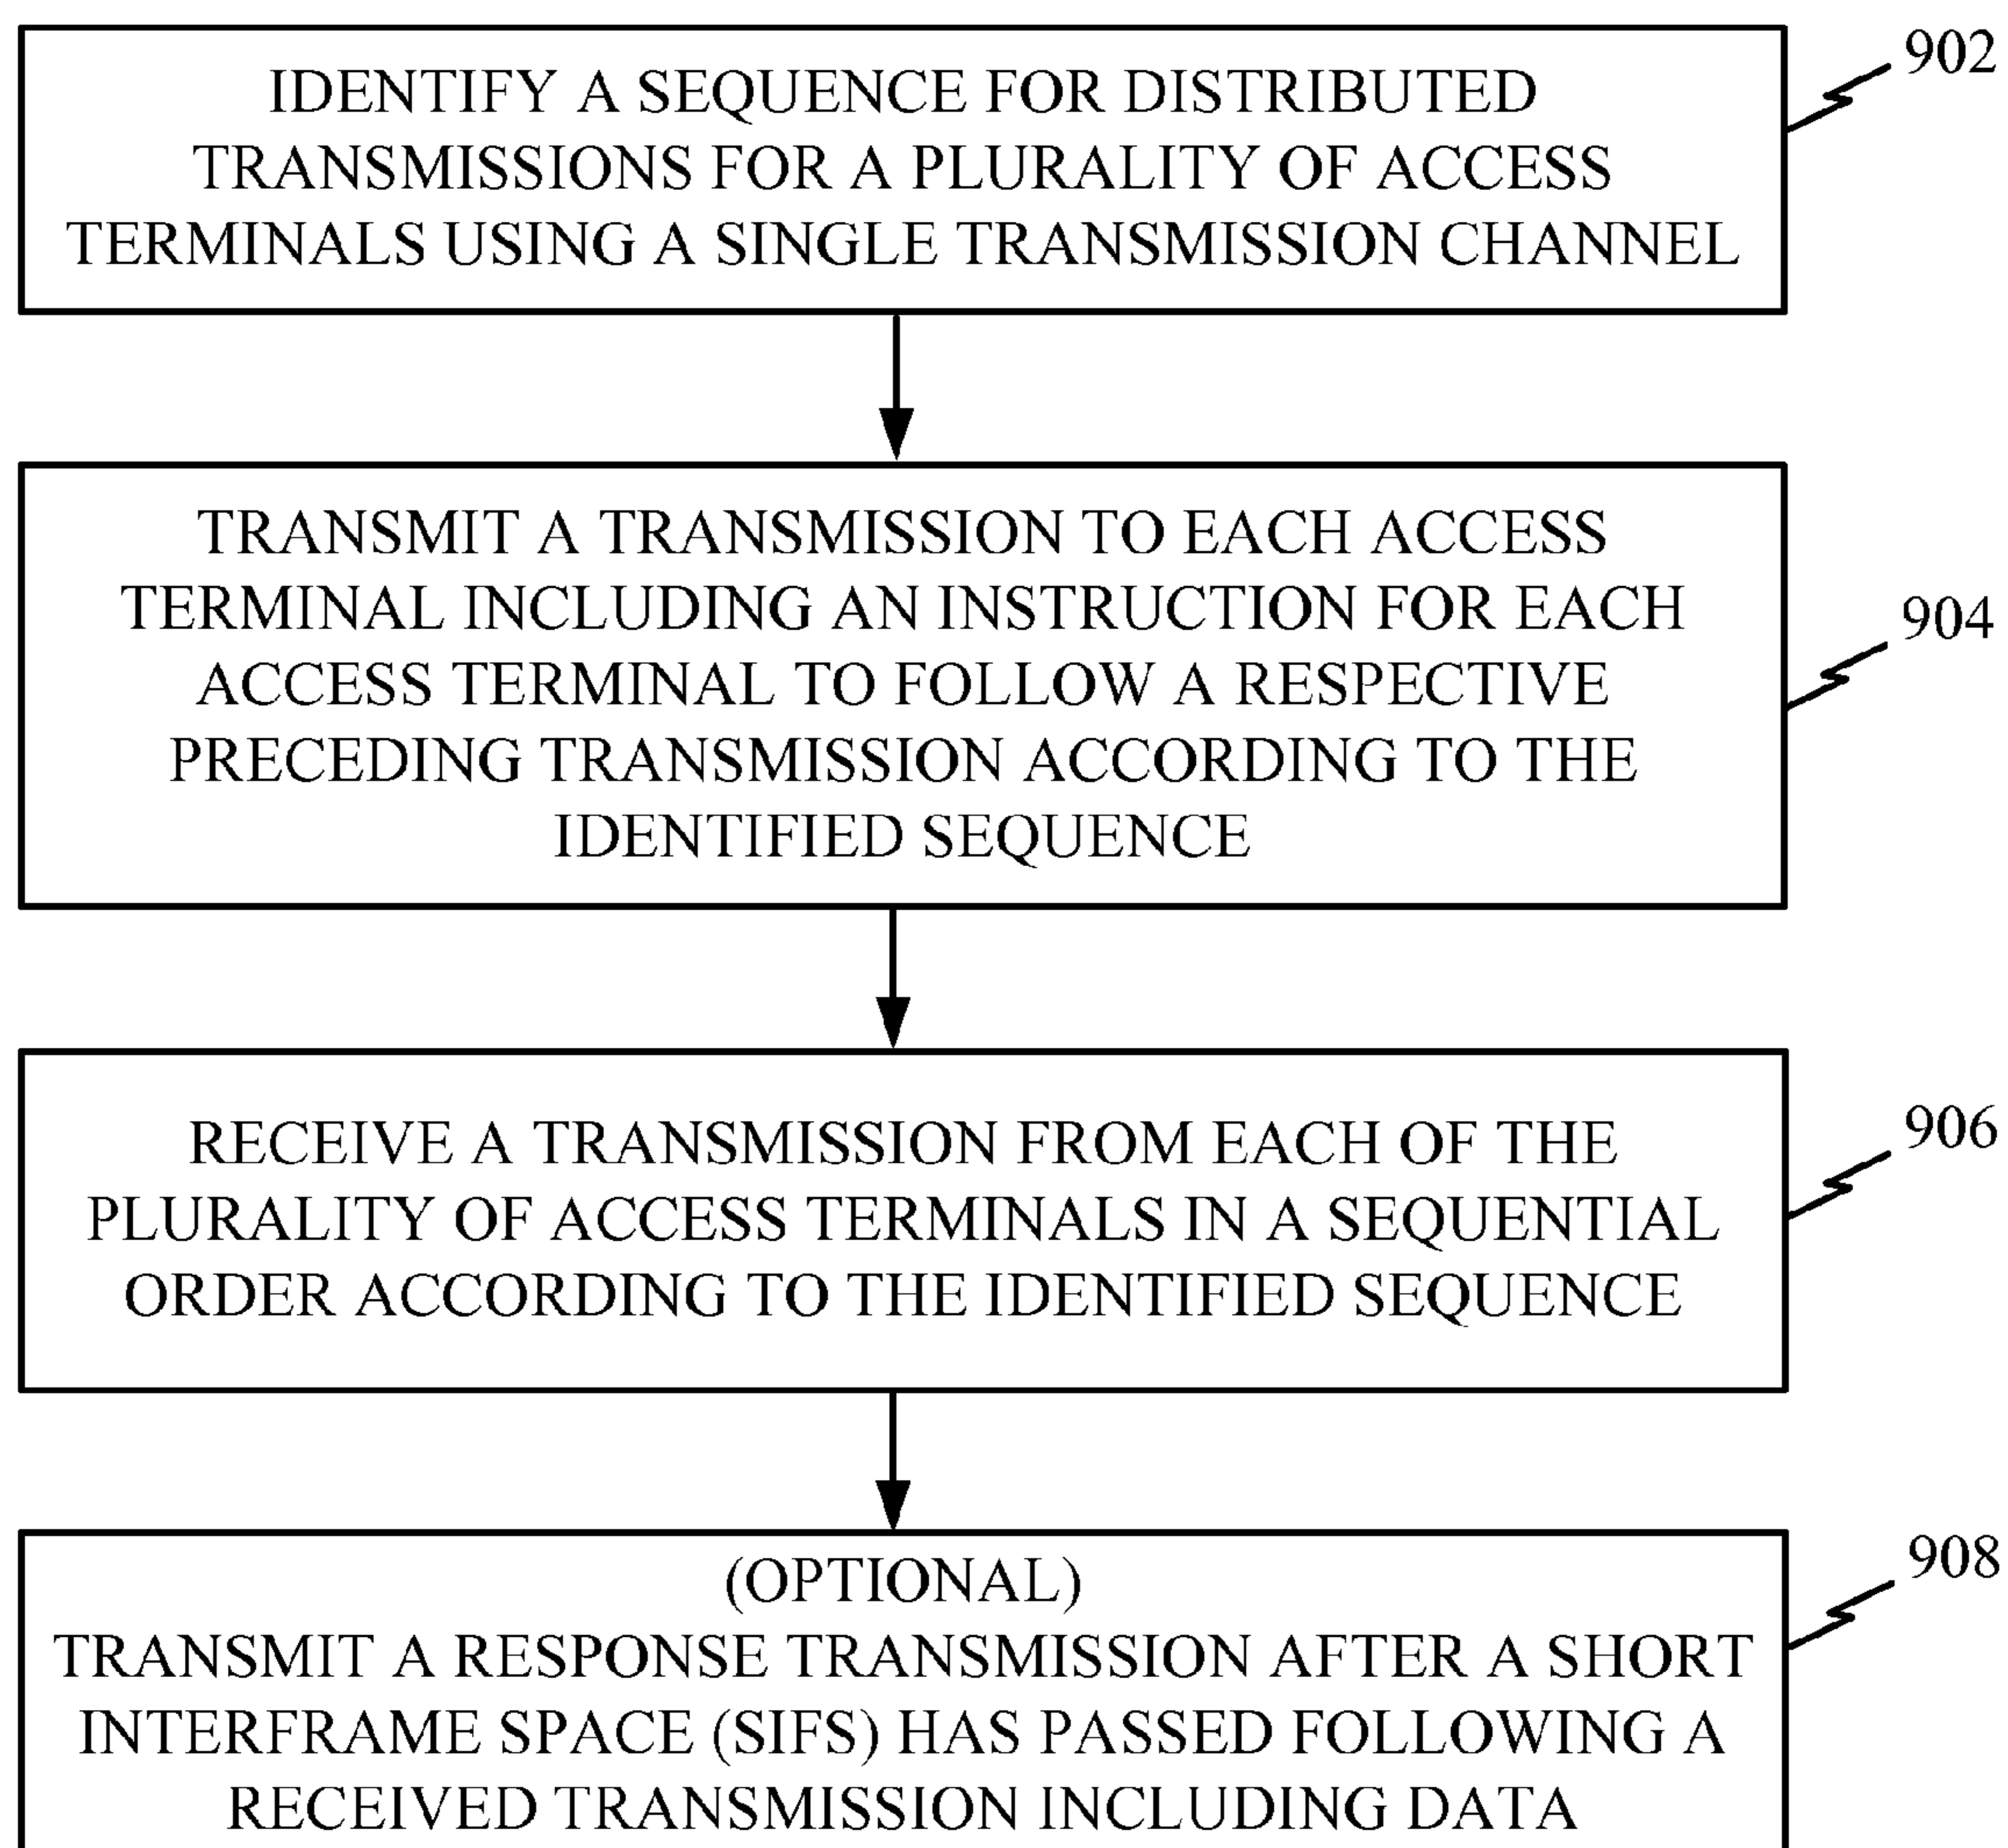 902
IDENTIFY A SEQUENCE FOR DISTRIBUTED
TRANSMISSIONS FOR A PLURALITY OF ACCESS
TERMINALS USING A SINGLE TRANSMISSION CHANNEL
904
TRANSMIT A TRANSMISSION TO EACH ACCESS
TERMINAL INCLUDING AN INSTRUCTION FOR EACH
ACCESS TERMINAL TO FOLLOW A RESPECTIVE
PRECEDING TRANSMISSION ACCORDING TO THE
IDENTIFIED SEQUENCE
906
RECEIVE A TRANSMISSION FROM EACH OF THE
PLURALITY OF ACCESS TERMINALS IN A SEQUENTIAL
ORDER ACCORDING TO THE IDENTIFIED SEQUENCE
908
(OPTIONAL)
TRANSMIT A RESPONSE TRANSMISSION AFTER A SHORT
INTERFRAME SPACE (SIFS) HAS PASSED FOLLOWING A
RECEIVED TRANSMISSION INCLUDING DATA